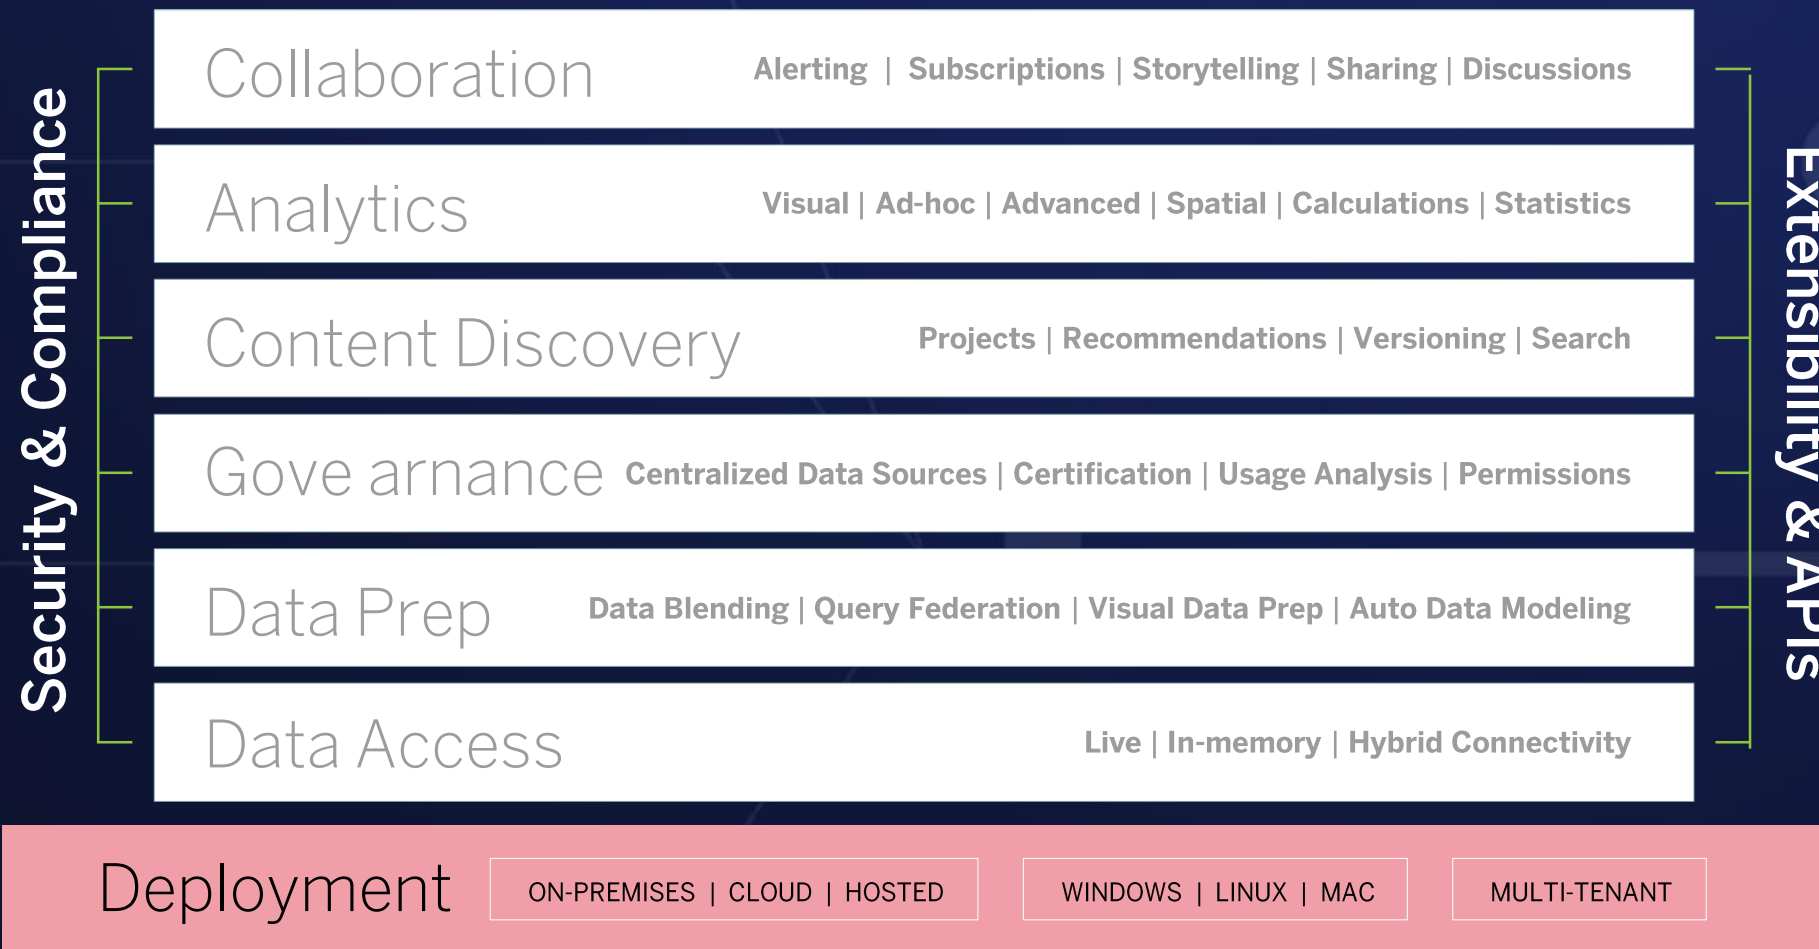 Security & Compliance
Collaboration Alerting | Subscriptions | Storytelling | Sharing | Discussions
Analytics Visual | Ad-hoc | Advanced | Spatial | Calculations | Statistics
Content Discovery Projects | Recommendations | Versioning | Search
Gove arnance Centralized Data Sources | Certification | Usage Analysis | Permissions
Data Prep Data Blending | Query Federation | Visual Data Prep | Auto Data Modeling
Data Access Live | In-memory | Hybrid Connectivity
Extensibility & APIs
Deployment ON-PREMISES | CLOUD | HOSTED WINDOWS | LINUX | MAC MULTI-TENANT